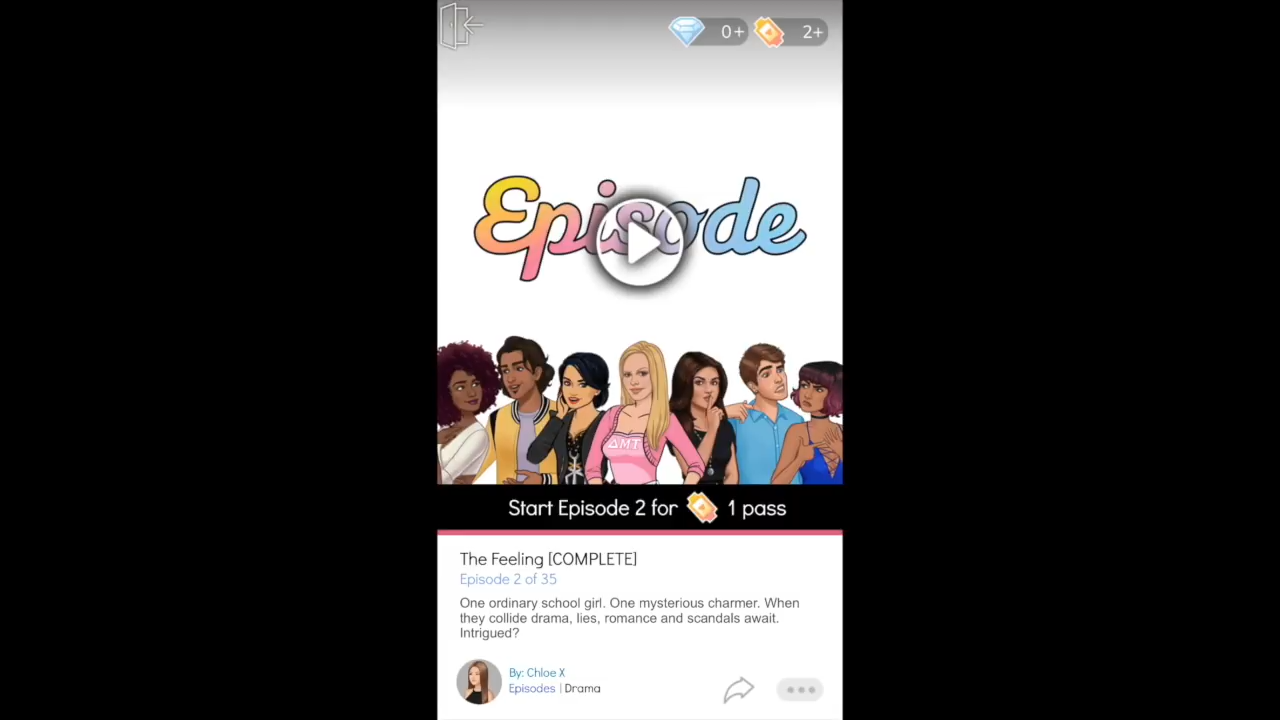 0+ 2+
Episode
ΔΜΤ
Start Episode 2 for 1 pass
The Feeling [COMPLETE]
Episode 2 of 35
One ordinary school girl. One mysterious charmer. When
they collide drama, lies, romance and scandals await.
Intrigued?
By: Chloe X
Episodes | Drama